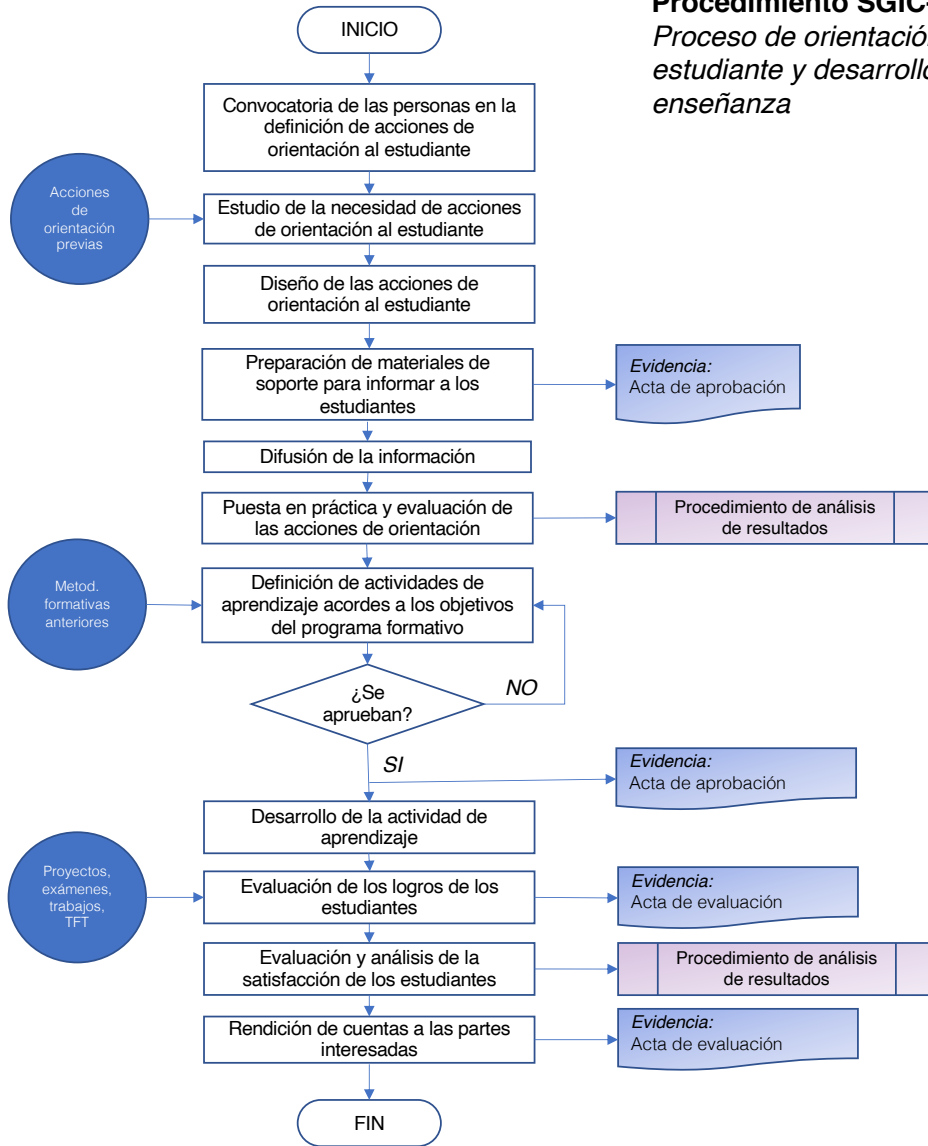 Procedimiento SGIC-
Proceso de orientación
estudiante y desarrollo
enseñanza
INICIO
Convocatoria de las personas en la
definición de acciones de
orientación al estudiante
Acciones
de
orientación
previas
Estudio de la necesidad de acciones
de orientación al estudiante
Diseño de las acciones de
orientación al estudiante
Preparación de materiales de
soporte para informar a los
estudiantes
Evidencia:
Acta de aprobación
Difusión de la información
Puesta en práctica y evaluación de
las acciones de orientación
Procedimiento de análisis
de resultados
Metod.
formativas
anteriores
Definición de actividades de
aprendizaje acordes a los objetivos
del programa formativo
¿Se
aprueban?
NO
SI
Evidencia:
Acta de aprobación
Desarrollo de la actividad de
aprendizaje
Proyectos,
exámenes,
trabajos,
TFT
Evaluación de los logros de los
estudiantes
Evidencia:
Acta de evaluación
Evaluación y análisis de la
satisfacción de los estudiantes
Procedimiento de análisis
de resultados
Rendición de cuentas a las partes
interesadas
Evidencia:
Acta de evaluación
FIN